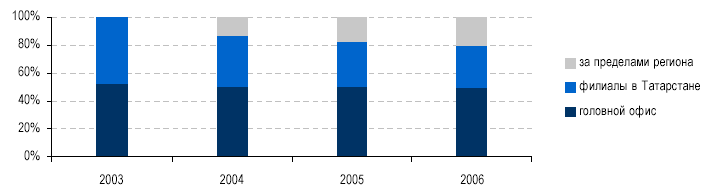 100%
80%
60%
40%
20%
0%
2003 2004 2005 2006
за пределами региона
филиалы в Татарстане
головной офис